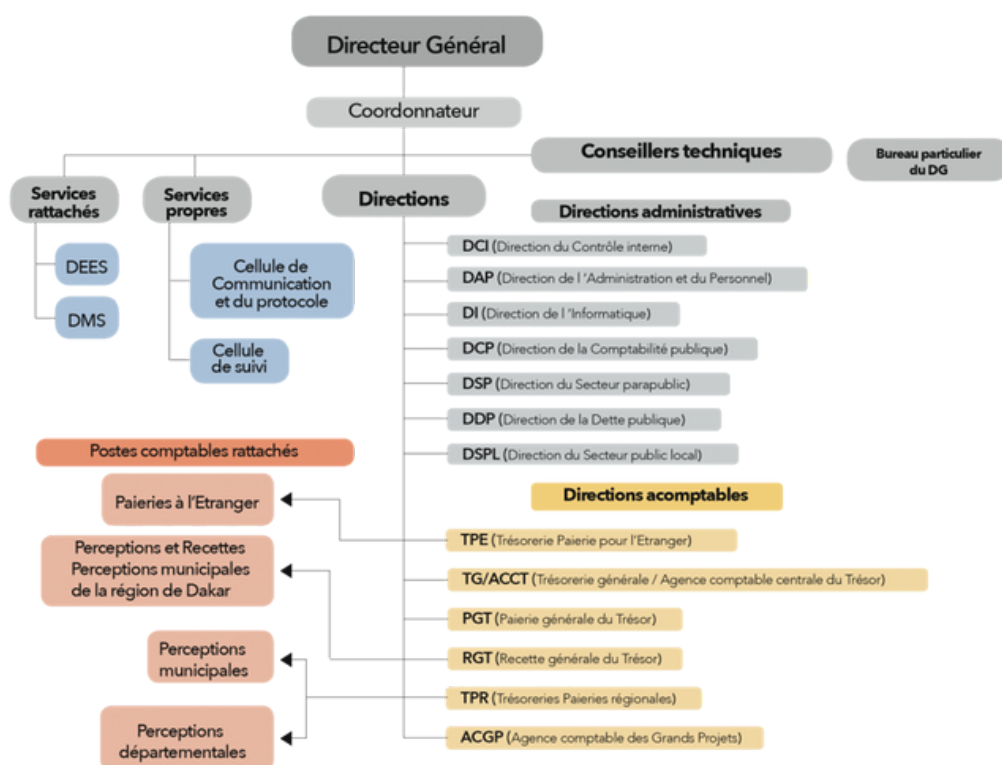 Directeur Général
Coordonnateur
Conseillers techniques
Bureau particulier
du DG
Services
rattachés
Services
propres
Directions
Directions administratives
DEES
DMS
Cellule de
Communication
et du protocole
Cellule
de suivi
DCI (Direction du Contrôle interne)
DAP (Direction de l 'Administration et du Personnel)
DI (Direction de l 'Informatique)
DCP (Direction de la Comptabilité publique)
DSP (Direction du Secteur parapublic)
DDP (Direction de la Dette publique)
DSPL (Direction du Secteur public local)
Postes comptables rattachés
Paieries à l'Etranger
Perceptions et Recettes
Perceptions municipales
de la région de Dakar
Perceptions
municipales
Perceptions
départementales
Directions acomptables
TPE (Trésorerie Paierie pour l'Etranger)
TG/ACCT (Trésorerie générale / Agence comptable centrale du Trésor)
PGT (Paierie générale du Trésor)
RGT (Recette générale du Trésor)
TPR (Trésoreries Paieries régionales)
ACGP (Agence comptable des Grands Projets)